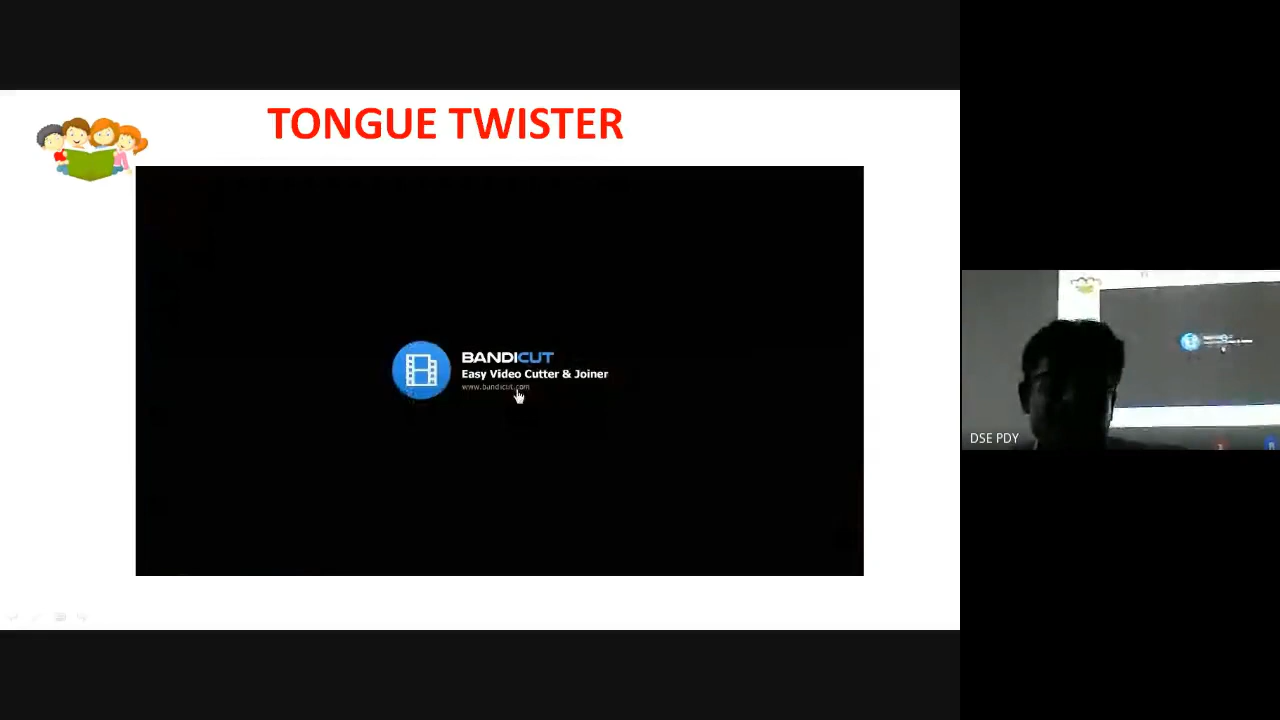 TONGUE TWISTER
BANDICUT
Easy Video Cutter & Joiner
www.bandicut.com
DSE PDY